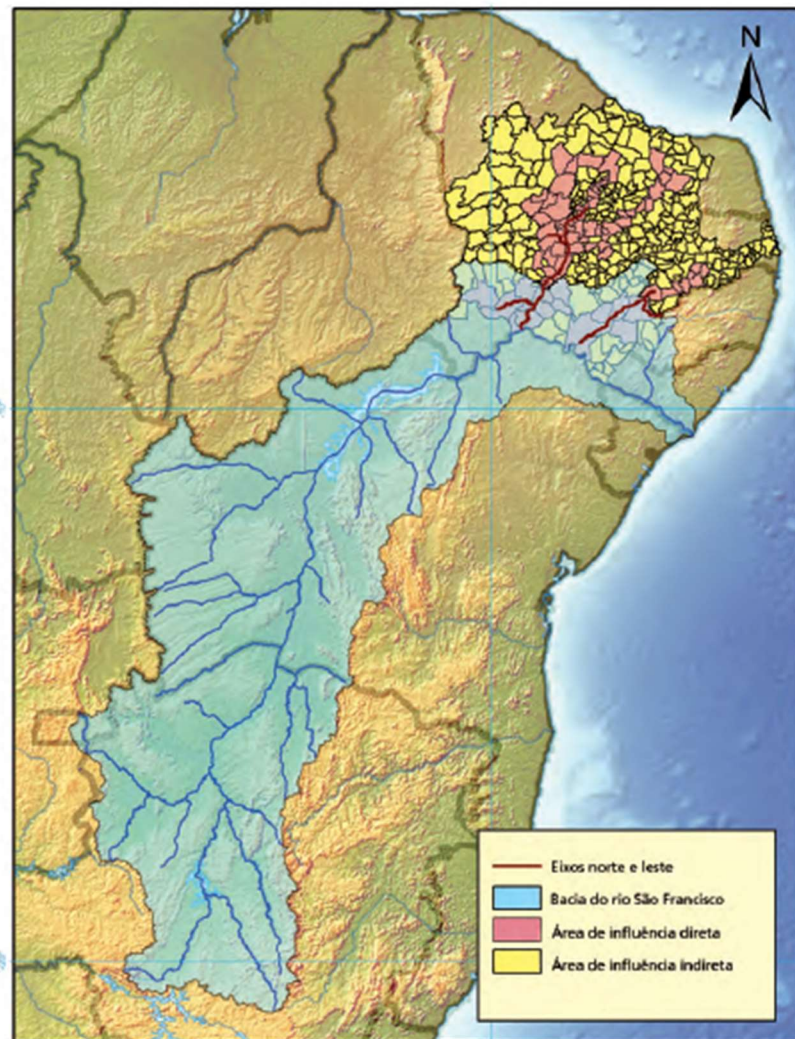 N
Eixos norte e leste
Bacia do rio São Francisco
Área de influência direta
Área de influência indireta